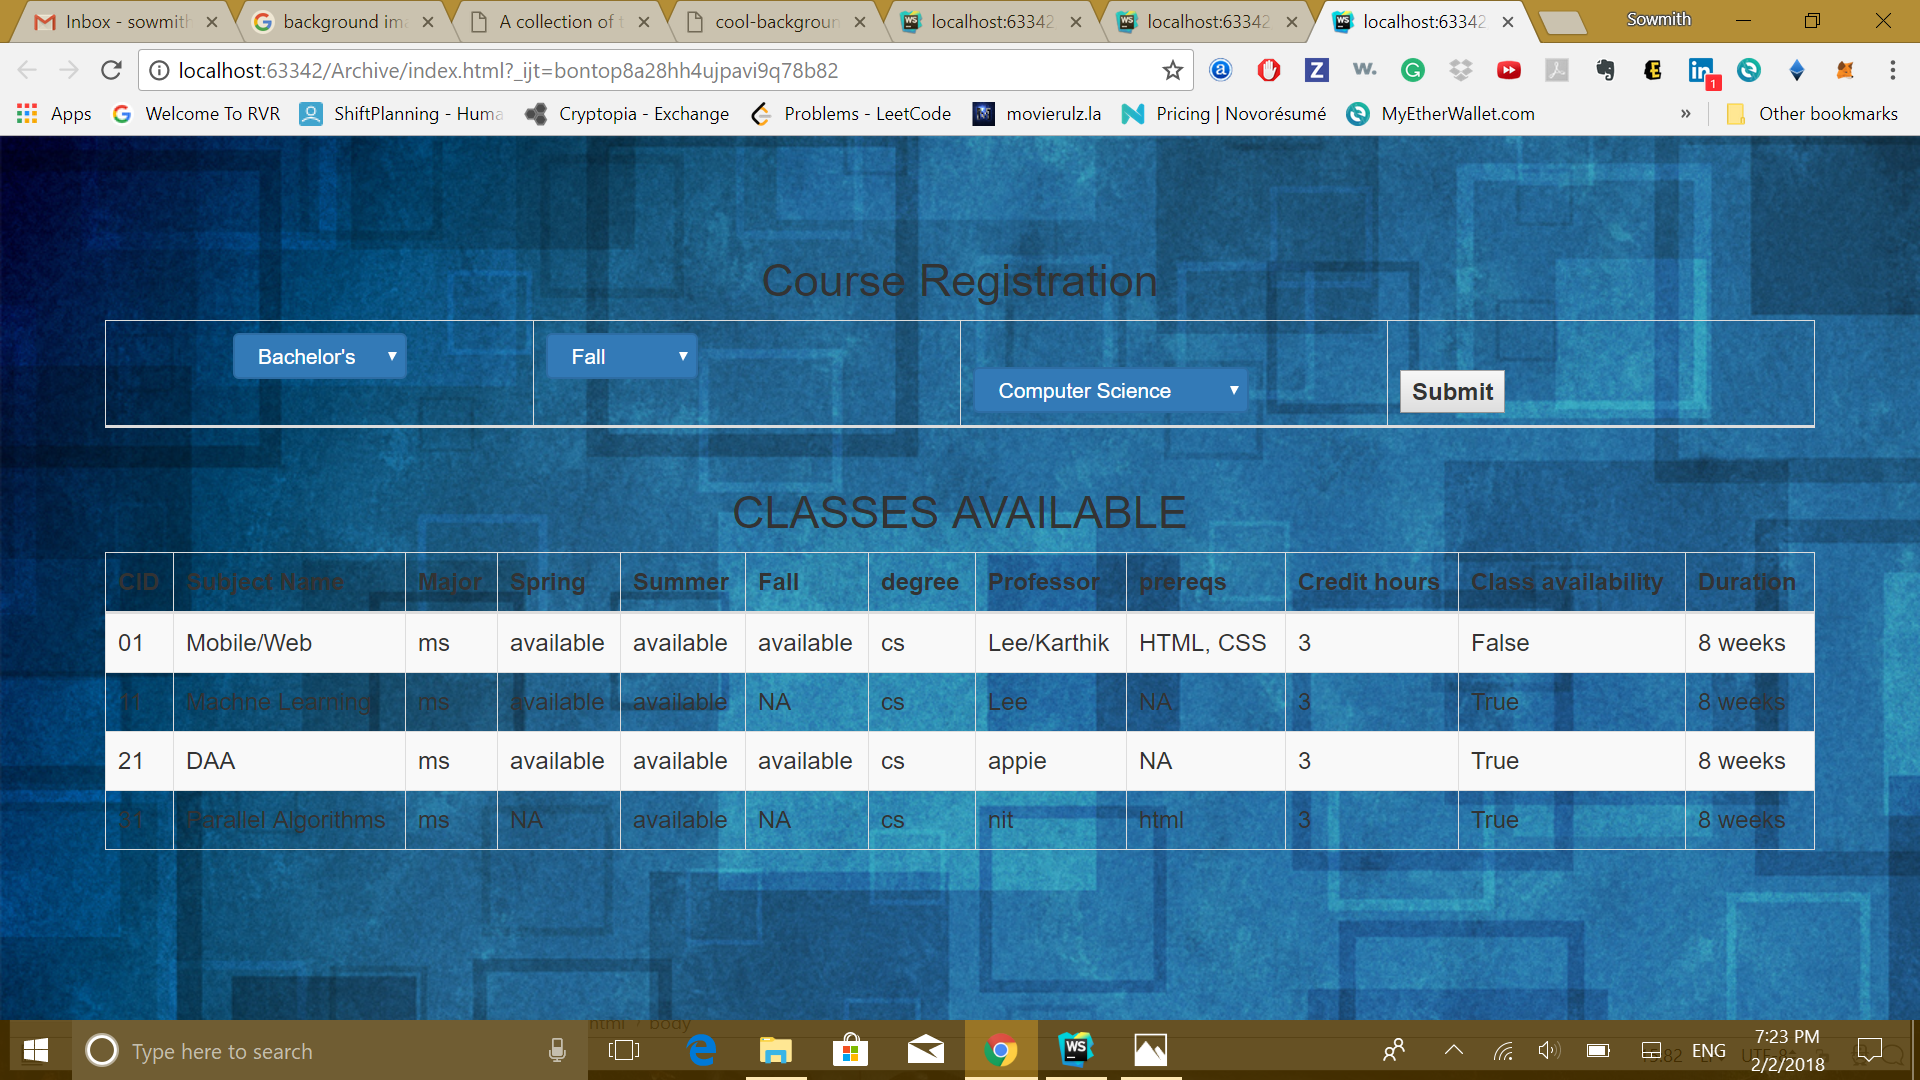 Inbox - sowmith
background ima
A collection of t
cool-backgroun
localhost:63342
localhost:63342
localhost:63342
Sowmith
localhost:63342/Archive/index.html?_ijt=bontop8a28hh4ujpavi9q78b82
1
Apps
Welcome To RVR
ShiftPlanning - Huma
Cryptopia - Exchange
Problems - LeetCode
movierulz.la
Pricing | Novorésumé
MyEtherWallet.com
»
Other bookmarks
Course Registration
Bachelor's
Fall
Computer Science
Submit
CLASSES AVAILABLE
CID Subject Name Major Spring Summer Fall degree Professor prereqs Credit hours Class availability Duration
01 Mobile/Web ms available available available cs Lee/Karthik HTML, CSS 3 False 8 weeks
11 Machne Learning ms available available NA cs Lee NA 3 True 8 weeks
21 DAA ms available available available cs appie NA 3 True 8 weeks
31 Parallel Algorithms ms NA available NA cs nit html 3 True 8 weeks
html body
Type here to search
WS
ENG
7:23 PM
2/2/2018